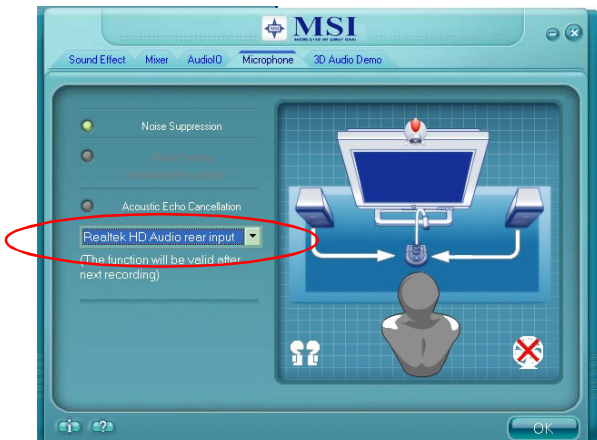 MSI
Sound Effect Mixer AudioIO Microphone 3D Audio Demo
Noise Suppression
Acoustic Echo Cancellation
Realtek HD Audio rear input
(The function will be valid after
next recording)
OK